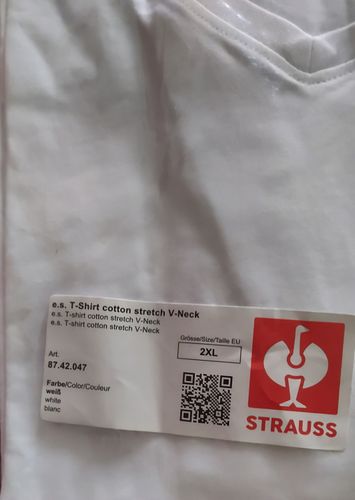 e.s. T-Shirt cotton stretch V-Neck
e.s. T-shirt cotton stretch V-Neck
e.s. T-shirt cotton stretch V-Neck
Grösse/Size/Taille EU
2XL
Art.
87.42.047
Farbe/Color/Couleur
weiß
white
blanc
STRAUSS